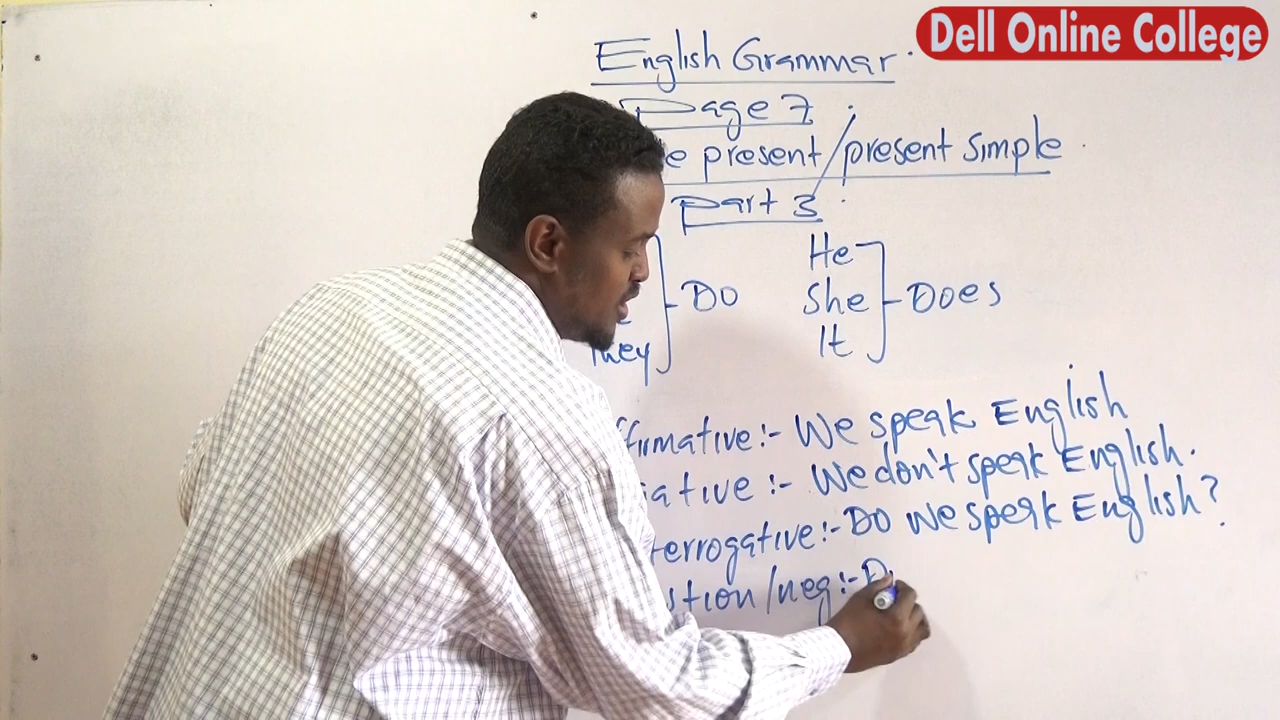 Dell Online College
English Grammar.
Page 7:
present/present simple.
Part 3:
He
She
It
Do
Does
They
ffirmative:- We speak English
ative :- We don't speak English.
terrogative:- Do we speak English?
stion/neg:- D